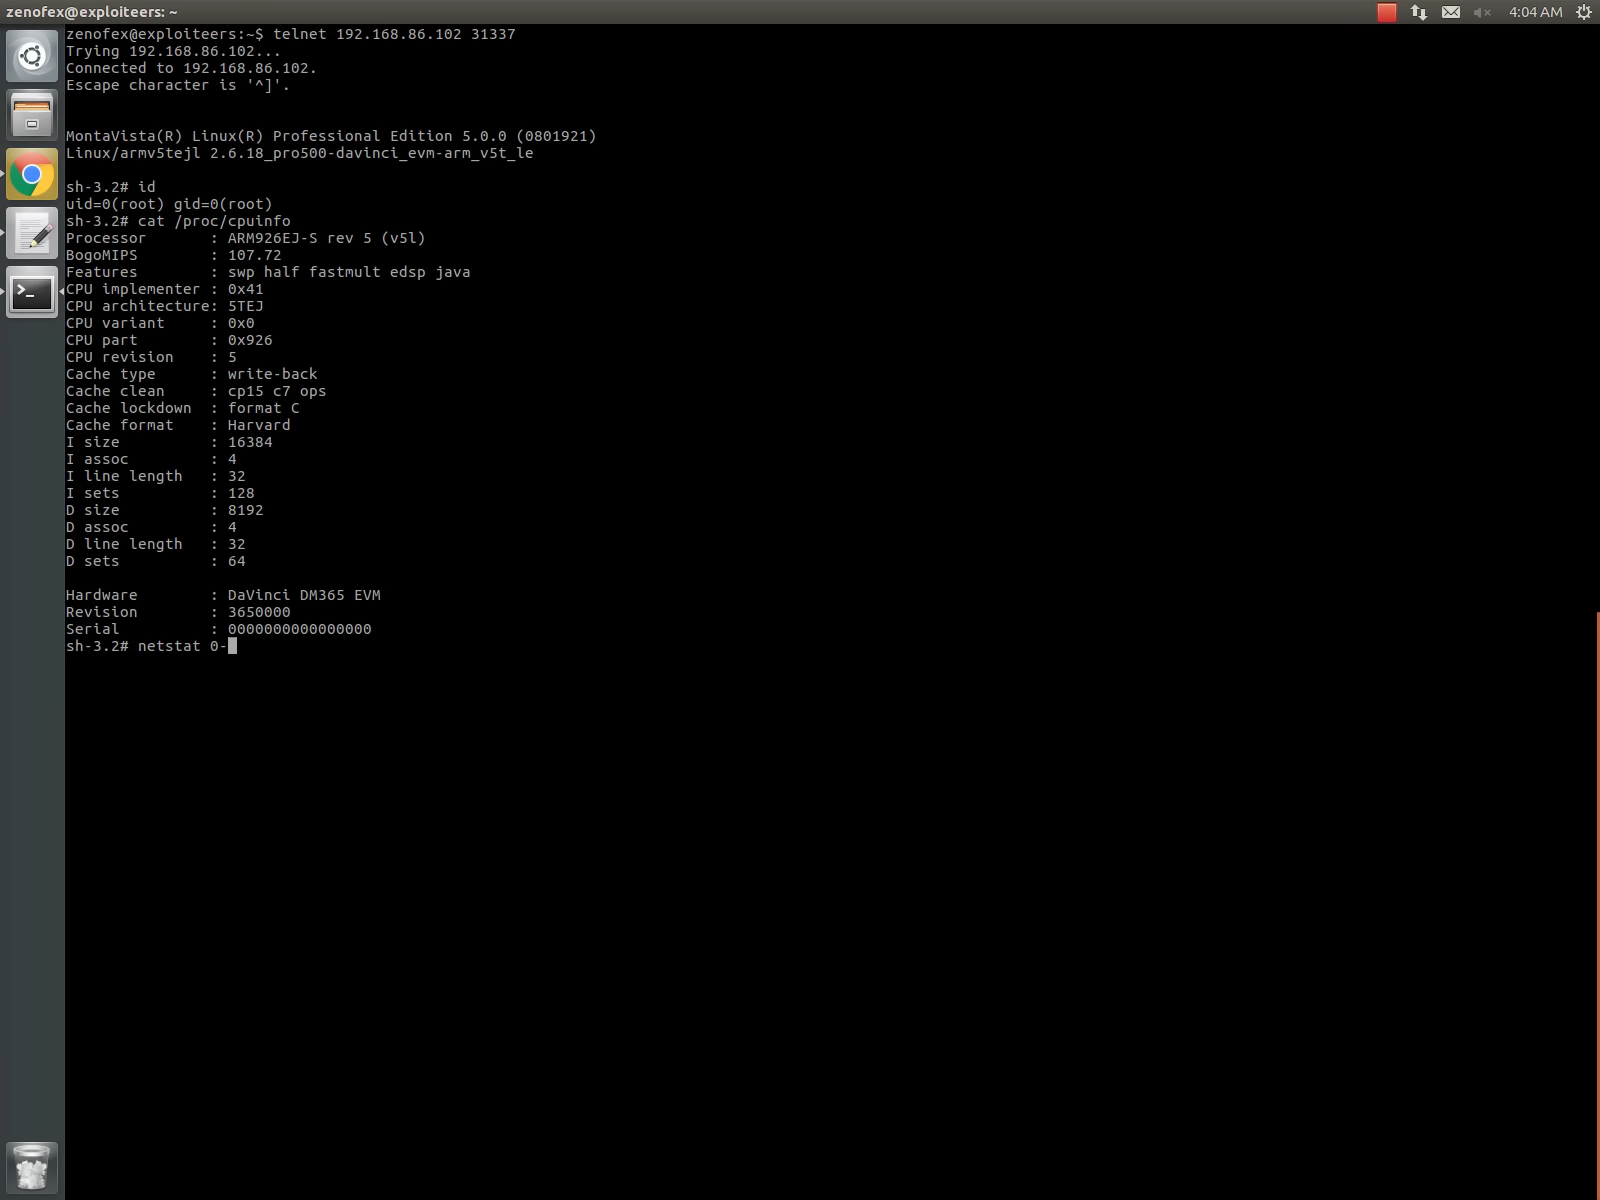 zenofex@exploiteers: ~
4:04 AM
zenofex@exploiteers:~$ telnet 192.168.86.102 31337
Trying 192.168.86.102...
Connected to 192.168.86.102.
Escape character is '^]'.
MontaVista(R) Linux(R) Professional Edition 5.0.0 (0801921)
Linux/armv5tejl 2.6.18_pro500-davinci_evm-arm_v5t_le
sh-3.2# id
uid=0(root) gid=0(root)
sh-3.2# cat /proc/cpuinfo
Processor       : ARM926EJ-S rev 5 (v5l)
BogoMIPS        : 107.72
Features        : swp half fastmult edsp java
CPU implementer : 0x41
CPU architecture: 5TEJ
CPU variant     : 0x0
CPU part        : 0x926
CPU revision    : 5
Cache type      : write-back
Cache clean     : cp15 c7 ops
Cache lockdown  : format C
Cache format    : Harvard
I size          : 16384
I assoc         : 4
I line length   : 32
I sets          : 128
D size          : 8192
D assoc         : 4
D line length   : 32
D sets          : 64
Hardware        : DaVinci DM365 EVM
Revision        : 3650000
Serial          : 0000000000000000
sh-3.2# netstat 0-